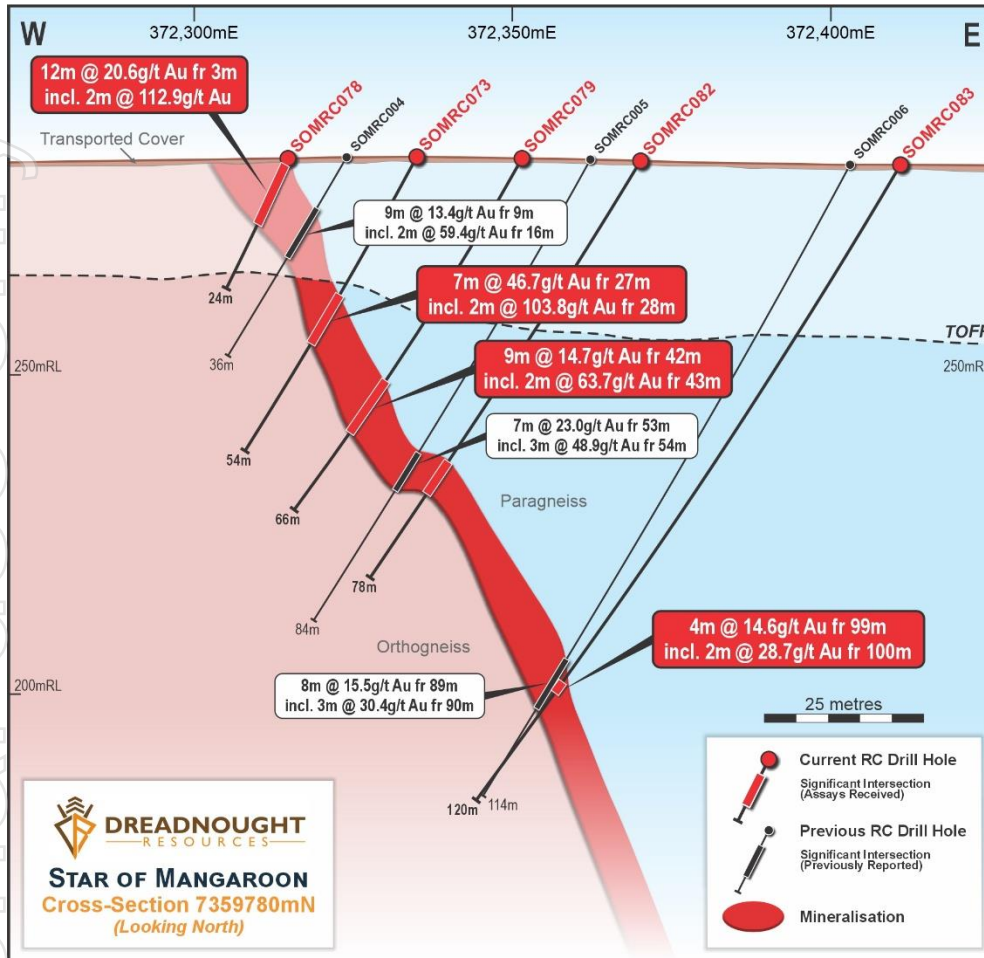 W
372,300mE
372,350mE
372,400mE
E
12m @ 20.6g/t Au fr 3m
incl. 2m @ 112.9g/t Au
Transported Cover
SOMRC078
SOMRC004
SOMRC073
SOMRC079
SOMRC005
SOMRC082
SOMRC006
SOMRC083
9m @ 13.4g/t Au fr 9m
incl. 2m @ 59.4g/t Au fr 16m
24m
7m @ 46.7g/t Au fr 27m
incl. 2m @ 103.8g/t Au fr 28m
TOFR
36m
250mRL
250mR
9m @ 14.7g/t Au fr 42m
incl. 2m @ 63.7g/t Au fr 43m
7m @ 23.0g/t Au fr 53m
incl. 3m @ 48.9g/t Au fr 54m
54m
66m
Paragneiss
78m
84m
Orthogneiss
4m @ 14.6g/t Au fr 99m
incl. 2m @ 28.7g/t Au fr 100m
8m @ 15.5g/t Au fr 89m
incl. 3m @ 30.4g/t Au fr 90m
200mRL
25 metres
120m
114m
Current RC Drill Hole
Significant Intersection
(Assays Received)
Previous RC Drill Hole
Significant Intersection
(Previously Reported)
Mineralisation
DREADNOUGHT
RESOURCES
STAR OF MANGAROON
Cross-Section 7359780mN
(Looking North)